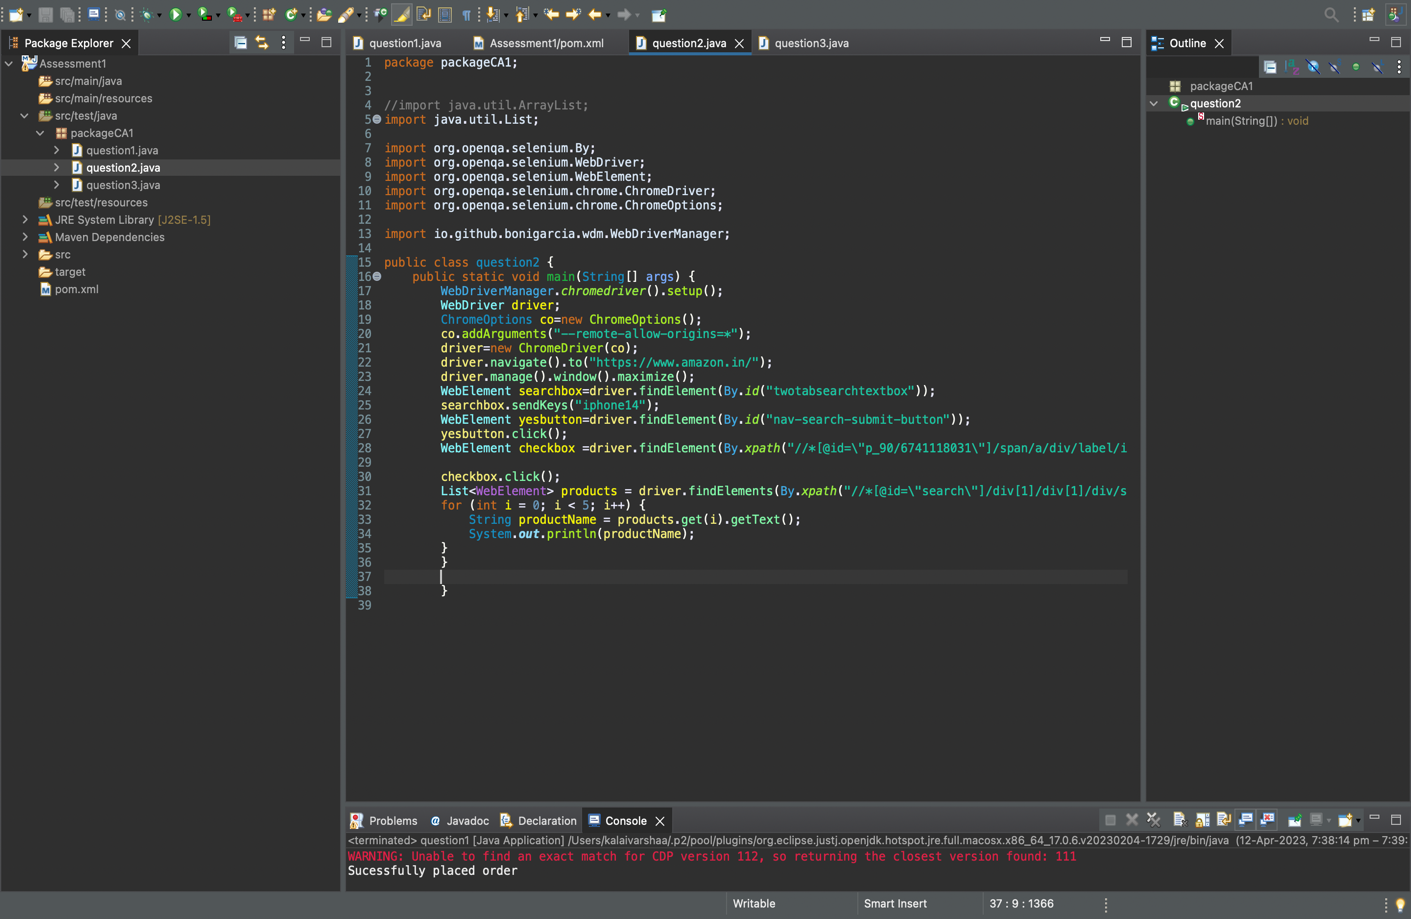 Package Explorer
Assessment1
src/main/java
src/main/resources
src/test/java
packageCA1
question1.java
question2.java
question3.java
src/test/resources
JRE System Library [J2SE-1.5]
Maven Dependencies
src
target
pom.xml
question1.java
Assessment1/pom.xml
question2.java
question3.java
1 package packageCA1;
2
3
4 //import java.util.ArrayList;
5 import java.util.List;
6
7 import org.openqa.selenium.By;
8 import org.openqa.selenium.WebDriver;
9 import org.openqa.selenium.WebElement;
10 import org.openqa.selenium.chrome.ChromeDriver;
11 import org.openqa.selenium.chrome.ChromeOptions;
12
13 import io.github.bonigarcia.wdm.WebDriverManager;
14
15 public class question2 {
16 public static void main(String[] args) {
17 WebDriverManager.chromedriver().setup();
18 WebDriver driver;
19 ChromeOptions co=new ChromeOptions();
20 co.addArguments("--remote-allow-origins=*");
21 driver=new ChromeDriver(co);
22 driver.navigate().to("https://www.amazon.in/");
23 driver.manage().window().maximize();
24 WebElement searchbox=driver.findElement(By.id("twotabsearchtextbox"));
25 searchbox.sendKeys("iphone14");
26 WebElement yesbutton=driver.findElement(By.id("nav-search-submit-button"));
27 yesbutton.click();
28 WebElement checkbox =driver.findElement(By.xpath("//*[@id=\"p_90/6741118031\"]/span/a/div/label/i
29
30 checkbox.click();
31 List<WebElement> products = driver.findElements(By.xpath("//*[@id=\"search\"]/div[1]/div[1]/div/s
32 for (int i = 0; i < 5; i++) {
33 String productName = products.get(i).getText();
34 System.out.println(productName);
35 }
36 }
37
38 }
39
Outline
packageCA1
question2
main(String[]) : void
Problems
Javadoc
Declaration
Console
<terminated> question1 [Java Application] /Users/kalaivarshaa/.p2/pool/plugins/org.eclipse.justj.openjdk.hotspot.jre.full.macosx.x86_64_17.0.6.v20230204-1729/jre/bin/java (12-Apr-2023, 7:38:14 pm – 7:39:
WARNING: Unable to find an exact match for CDP version 112, so returning the closest version found: 111
Sucessfully placed order
Writable
Smart Insert
37 : 9 : 1366